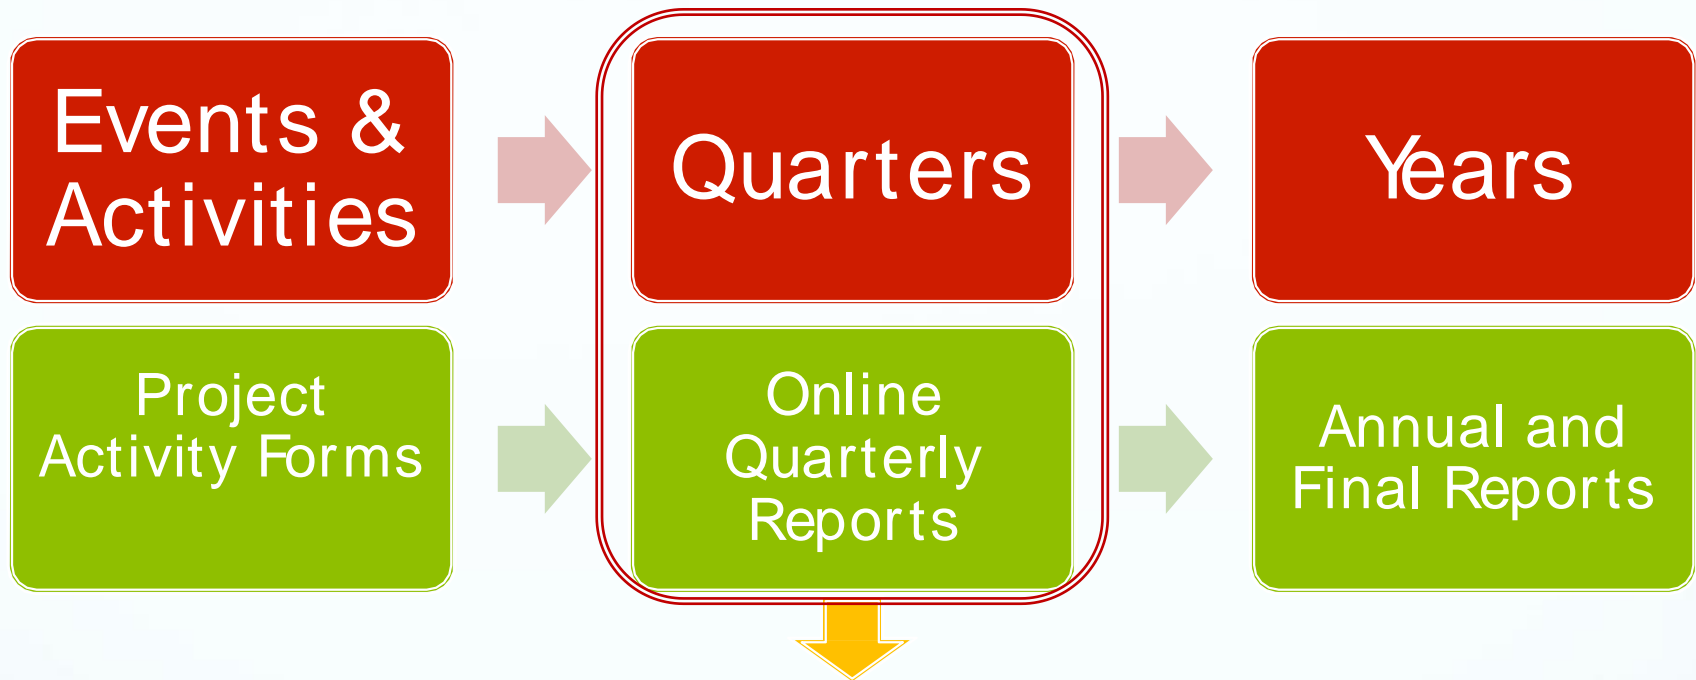 Events &
Activities
Quarters
Years
Project
Activity Forms
Online
Quarterly
Reports
Annual and
Final Reports